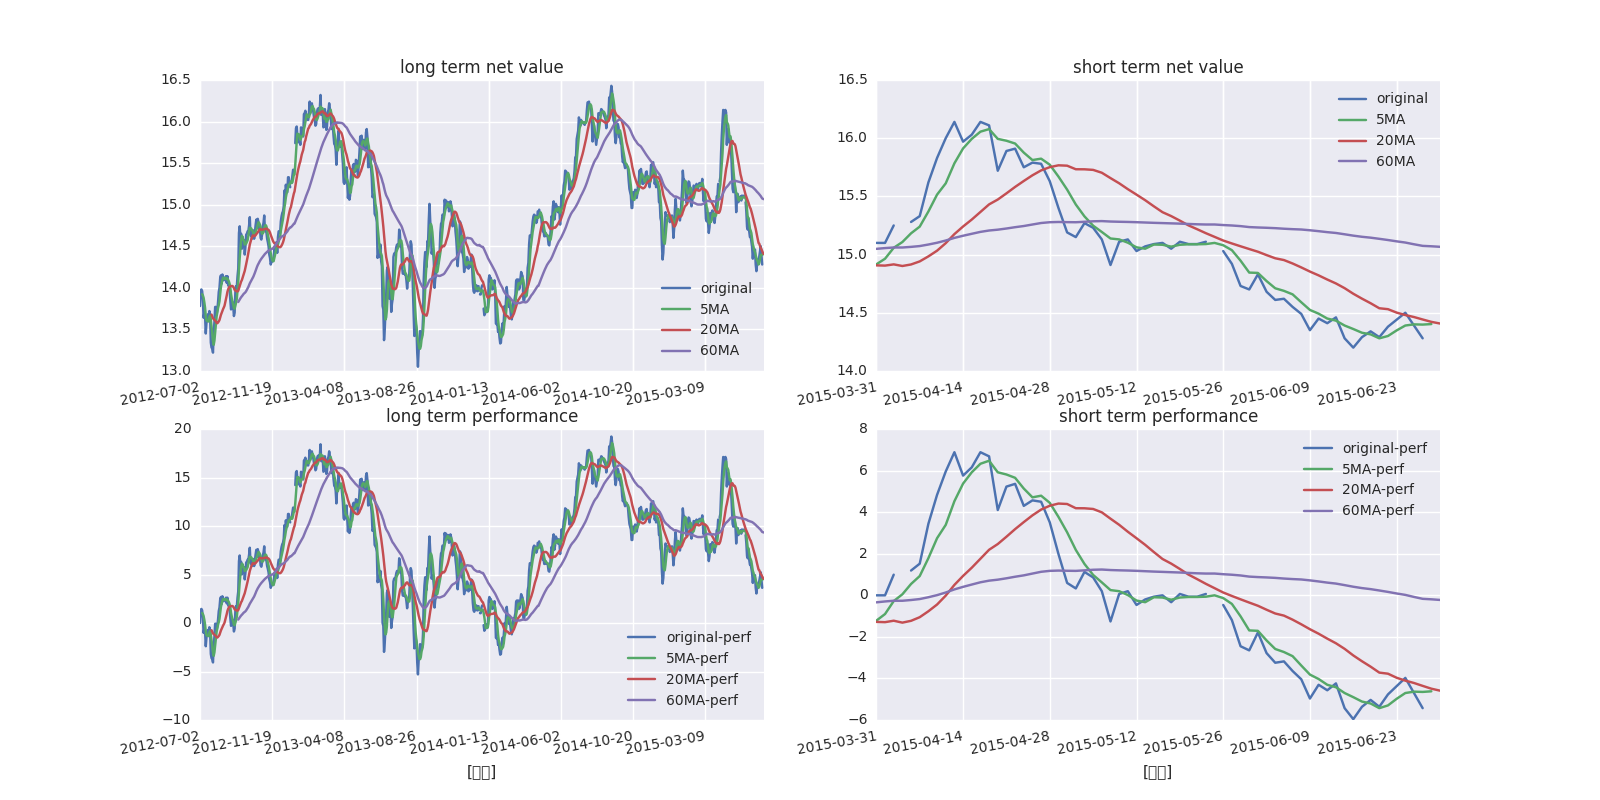 long term net value
16.5
16.0
15.5
15.0
14.5
14.0
13.5
13.0
original
5MA
20MA
60MA
2012-07-02 2012-11-19 2013-04-08 2013-08-26 2014-01-13 2014-06-02 2014-10-20 2015-03-09
short term net value
16.5
16.0
15.5
15.0
14.5
14.0
original
5MA
20MA
60MA
2015-03-31 2015-04-14 2015-04-28 2015-05-12 2015-05-26 2015-06-09 2015-06-23
long term performance
20
15
10
5
0
−5
−10
original-perf
5MA-perf
20MA-perf
60MA-perf
2012-07-02 2012-11-19 2013-04-08 2013-08-26 2014-01-13 2014-06-02 2014-10-20 2015-03-09
short term performance
8
6
4
2
0
−2
−4
−6
original-perf
5MA-perf
20MA-perf
60MA-perf
2015-03-31 2015-04-14 2015-04-28 2015-05-12 2015-05-26 2015-06-09 2015-06-23